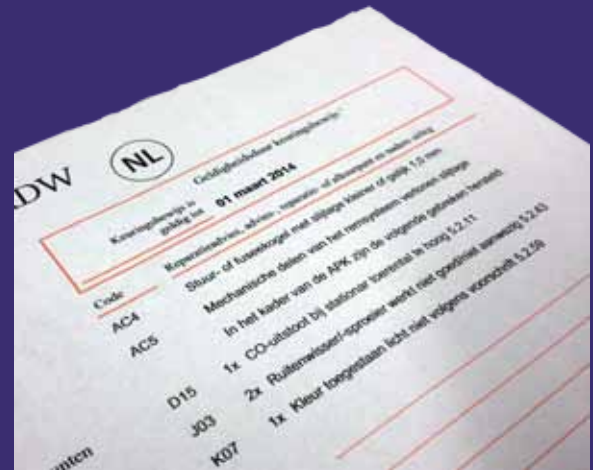 RDW NL
Geldigheidsduur keuringsbewijs
Keuringsbewijs is
geldig tot 01 maart 2014
Code Reparatieadvies, advies-, reparatie- of afkeurpunt en nadere uitleg
AC4 Stuur- of fuseekogel met slijtage kleiner of gelijk 1,0 mm
AC5 Mechanische delen van het remsysteem vertonen slijtage
In het kader van de APK zijn de volgende gebreken hersteld
D15 1x CO-uitstoot bij stationair toerental te hoog 5.2.11
J03 2x Ruitenwisser/-sproeier werkt niet goed/niet aanwezig 5.2.43
K07 1x Kleur toegestaan licht niet volgens voorschrift 5.2.59